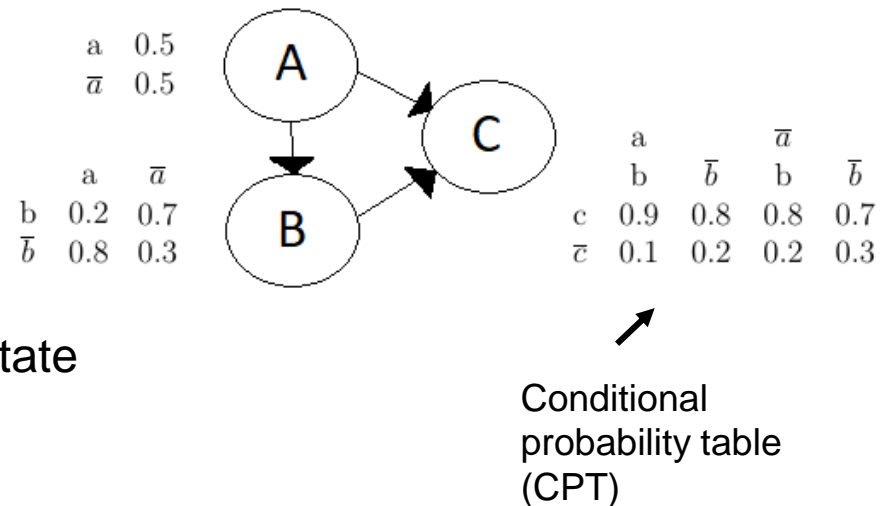 a 0.5
a̅ 0.5
A
C
a a̅
b 0.2 0.7
b̅ 0.8 0.3
B
a a̅
b b̅ b b̅
c 0.9 0.8 0.8 0.7
c̅ 0.1 0.2 0.2 0.3
tate
Conditional
probability table
(CPT)